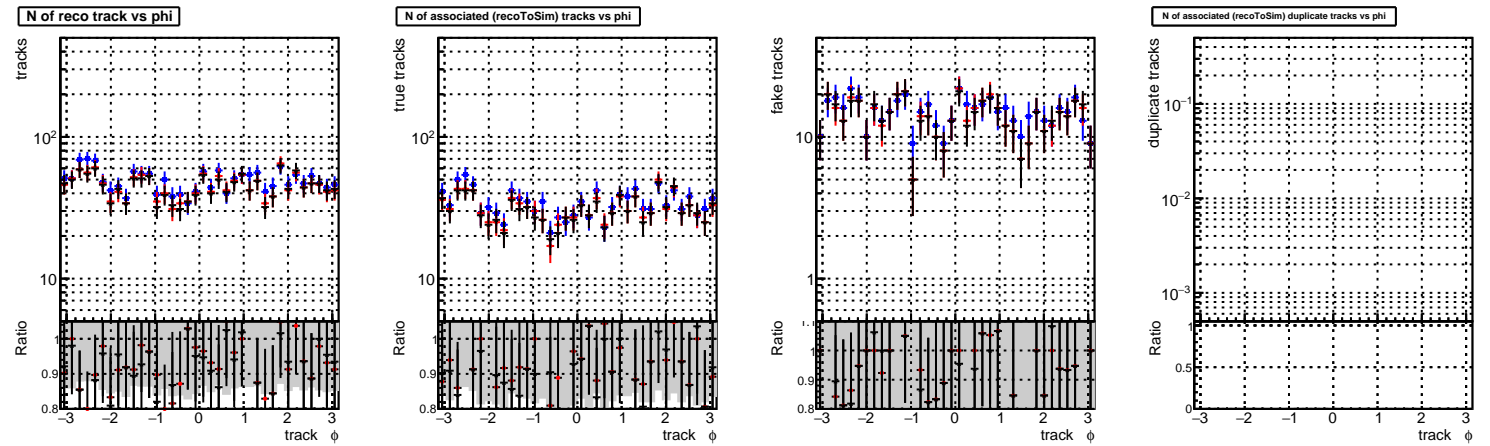 N of reco track vs phi
tracks
10²
10
Ratio
1
0.9
0.8
−3 −2 −1 0 1 2 3
track φ
N of associated (recoToSim) tracks vs phi
true tracks
10²
10
Ratio
1
0.9
0.8
−3 −2 −1 0 1 2 3
track φ
fake tracks
10
1
Ratio
1.1
1
0.9
0.8
−3 −2 −1 0 1 2 3
track φ
N of associated (recoToSim) duplicate tracks vs phi
duplicate tracks
10⁻¹
10⁻²
10⁻³
Ratio
1
0.5
0
−3 −2 −1 0 1 2 3
track φ